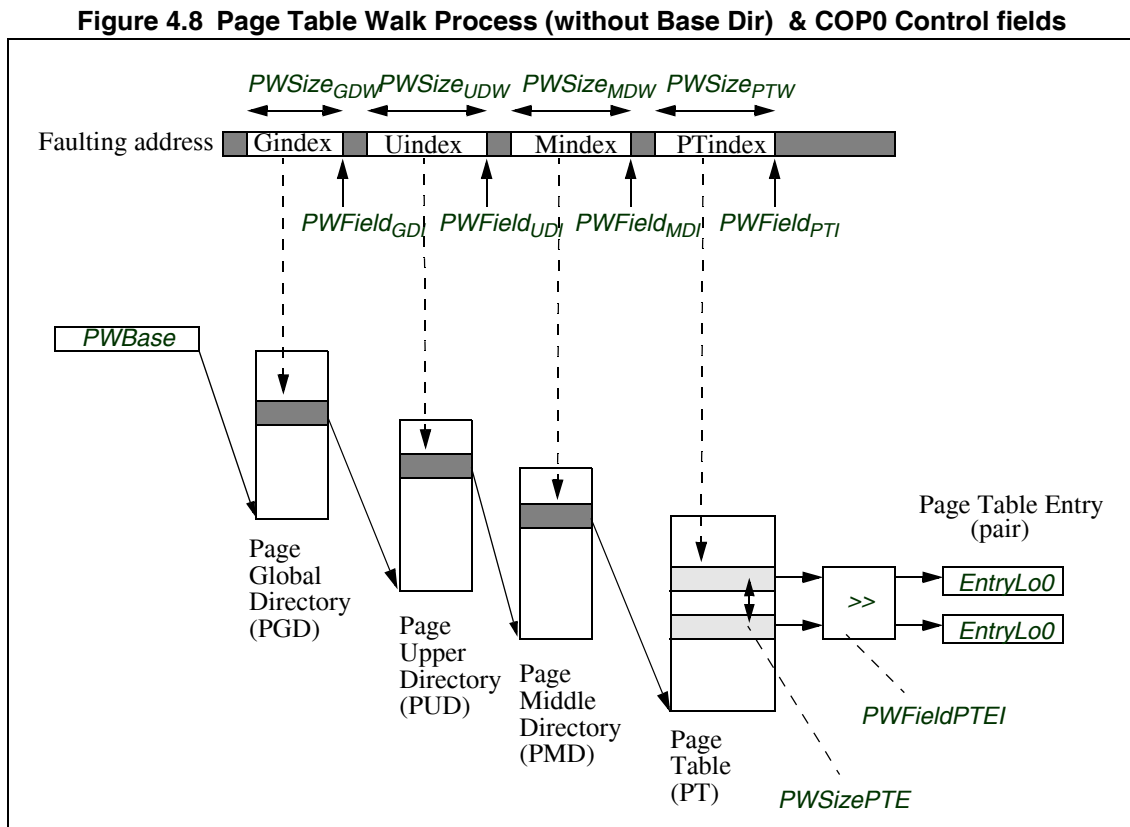 Figure 4.8 Page Table Walk Process (without Base Dir) & COP0 Control fields
PWSizeGDW PWSizeUDW PWSizeMDW PWSizePTW
Faulting address Gindex Uindex Mindex PTindex
PWFieldGDI PWFieldUDI PWFieldMDI PWFieldPTI
PWBase
Page
Global
Directory
(PGD)
Page
Upper
Directory
(PUD)
Page
Middle
Directory
(PMD)
Page
Table
(PT)
Page Table Entry
(pair)
>>
EntryLo0
EntryLo0
PWFieldPTEI
PWSizePTE